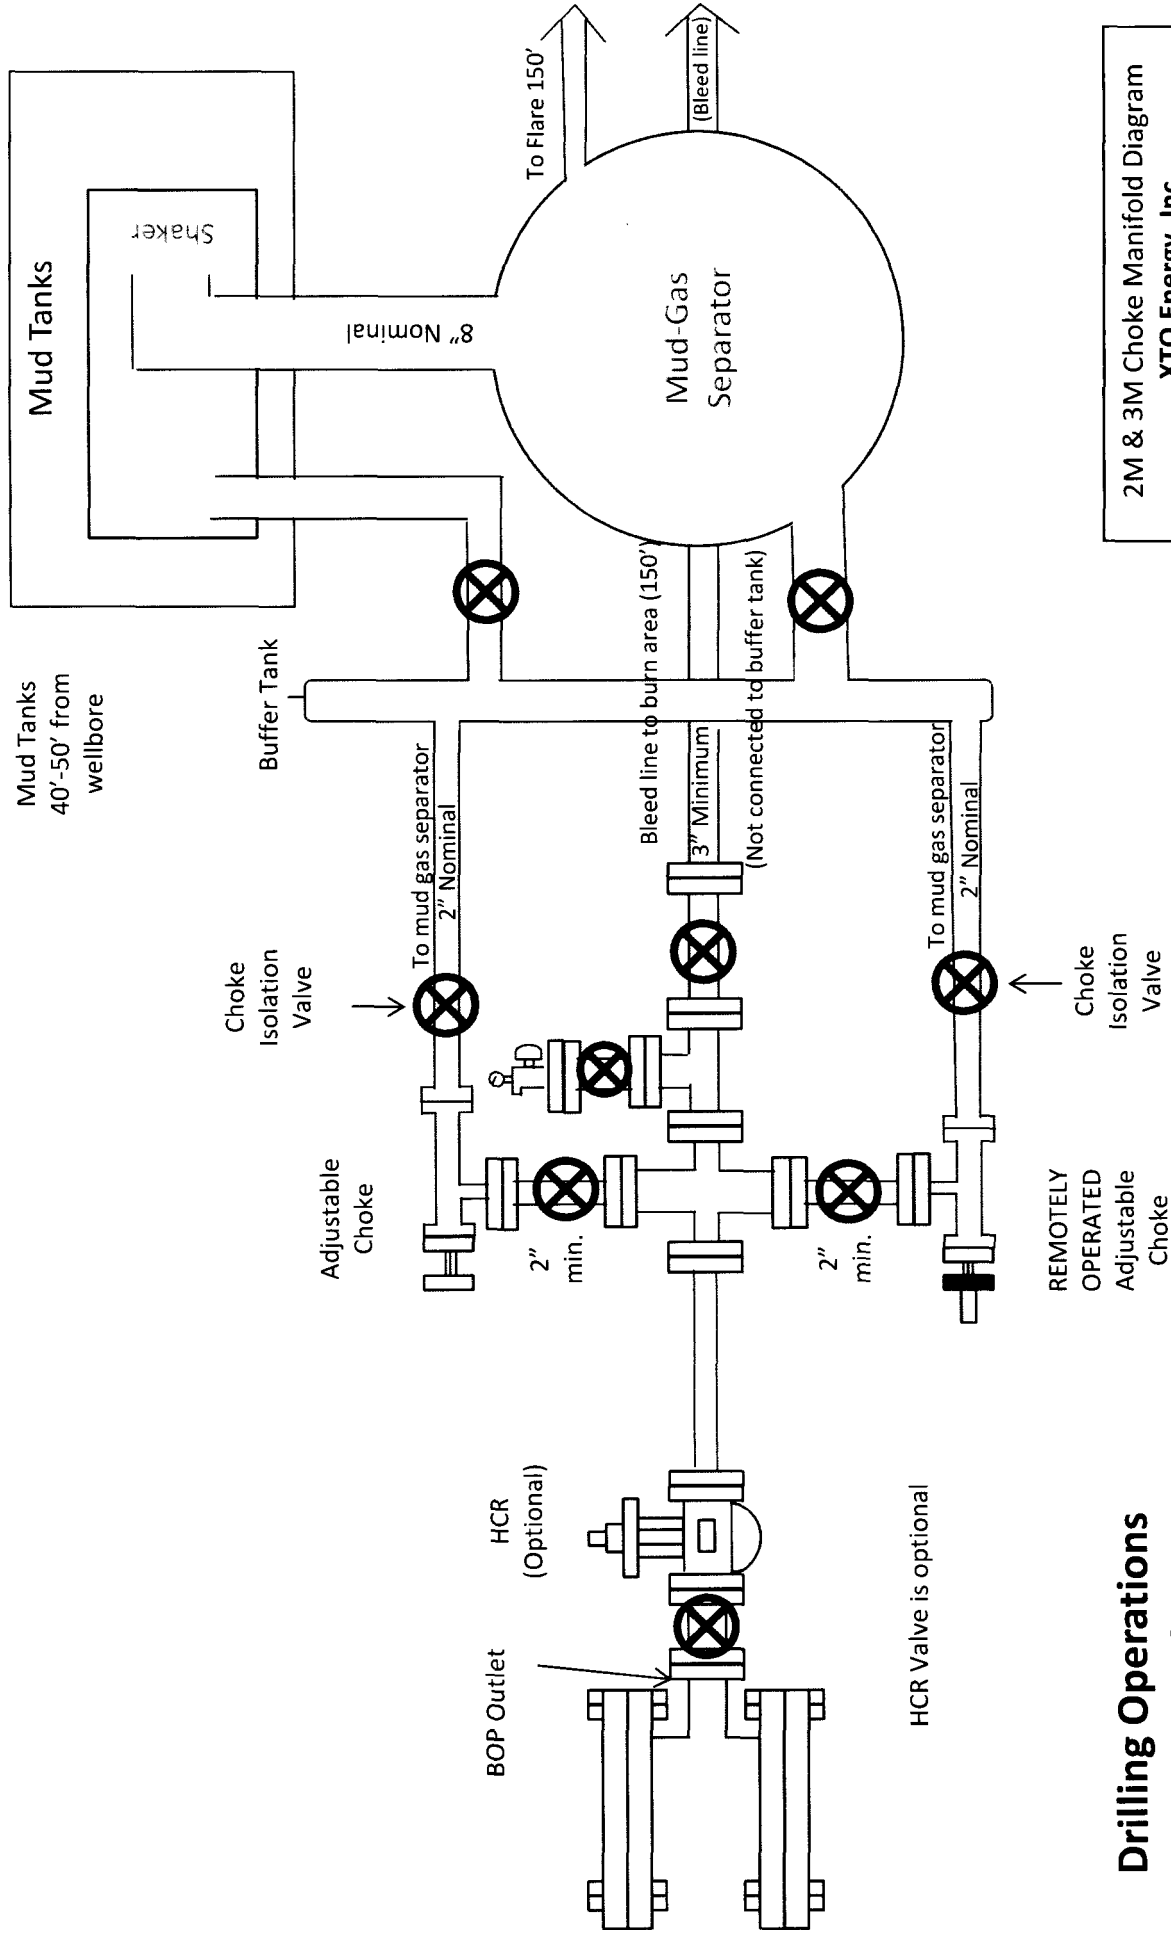 Mud Tanks
40'-50' from
wellbore
Mud Tanks
Shaker
8" Nominal
To Flare 150'
(Bleed line)
Mud-Gas
Separator
Buffer Tank
Choke
Isolation
Valve
To mud gas separator
2" Nominal
Adjustable
Choke
Bleed line to burn area (150')
3" Minimum
(Not connected to buffer tank)
2"
min.
2"
min.
To mud gas separator
2" Nominal
Choke
Isolation
Valve
REMOTELY
OPERATED
Adjustable
Choke
HCR
(Optional)
BOP Outlet
HCR Valve is optional
Drilling Operations
2M & 3M Choke Manifold Diagram
XTO Energy, Inc.